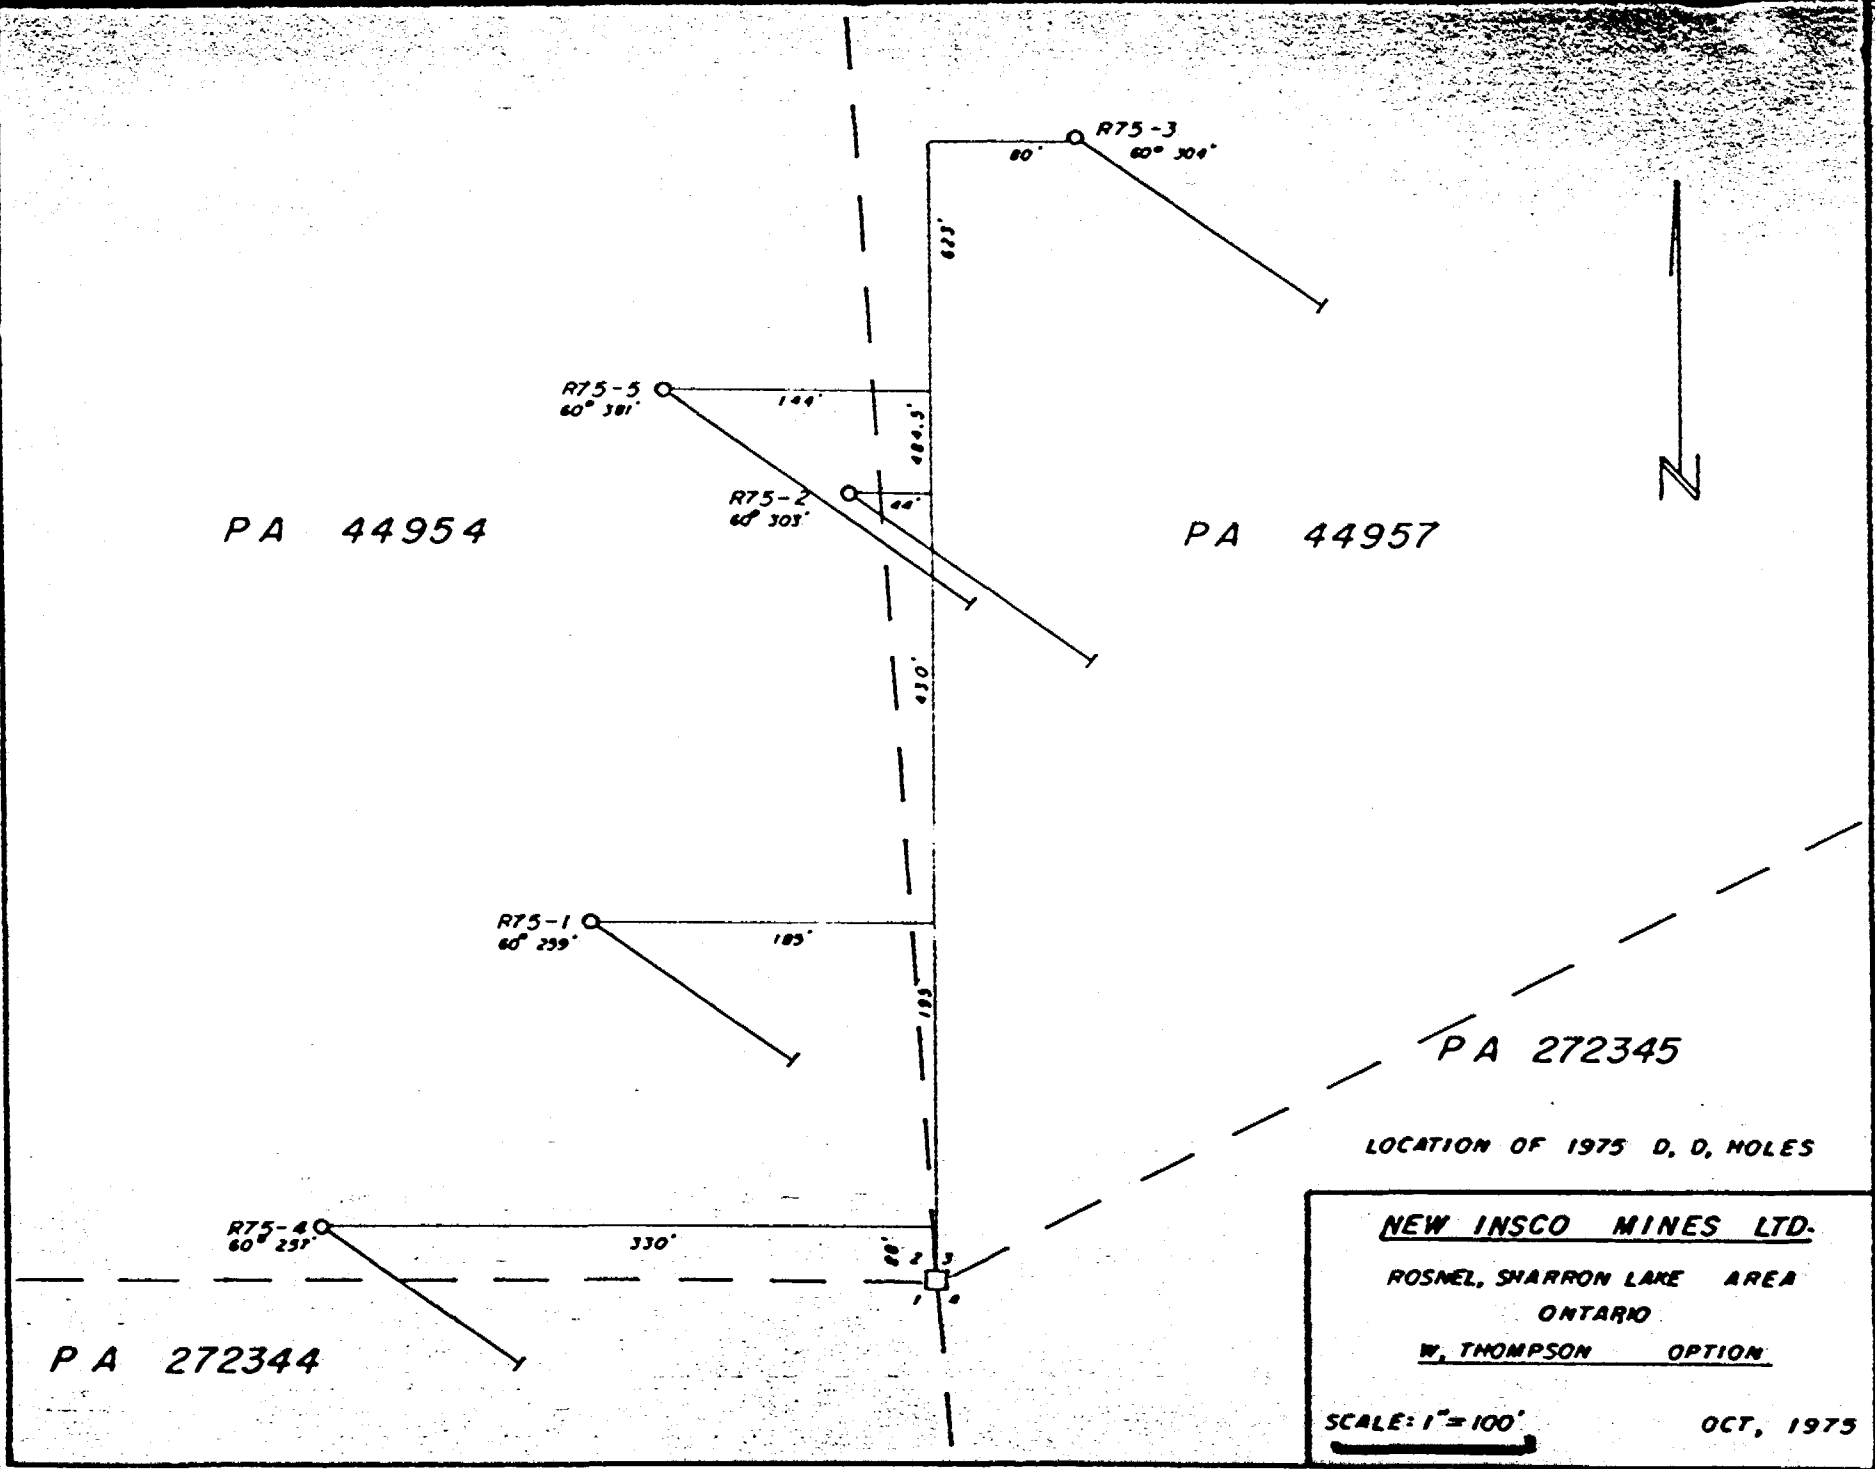 R75-3
60° 304'
80'
623'
R75-5
60° 381'
144'
484.5'
R75-2
60° 303'
44'
PA 44954
PA 44957
N
430'
R75-1
60° 259'
185'
195'
PA 272345
LOCATION OF 1975 D, D, HOLES
R75-4
60° 257'
330'
2 3
1 4
PA 272344
NEW INSCO MINES LTD.
ROSNEL, SHARRON LAKE AREA
ONTARIO
W, THOMPSON OPTION
SCALE: 1"=100'
OCT, 1975